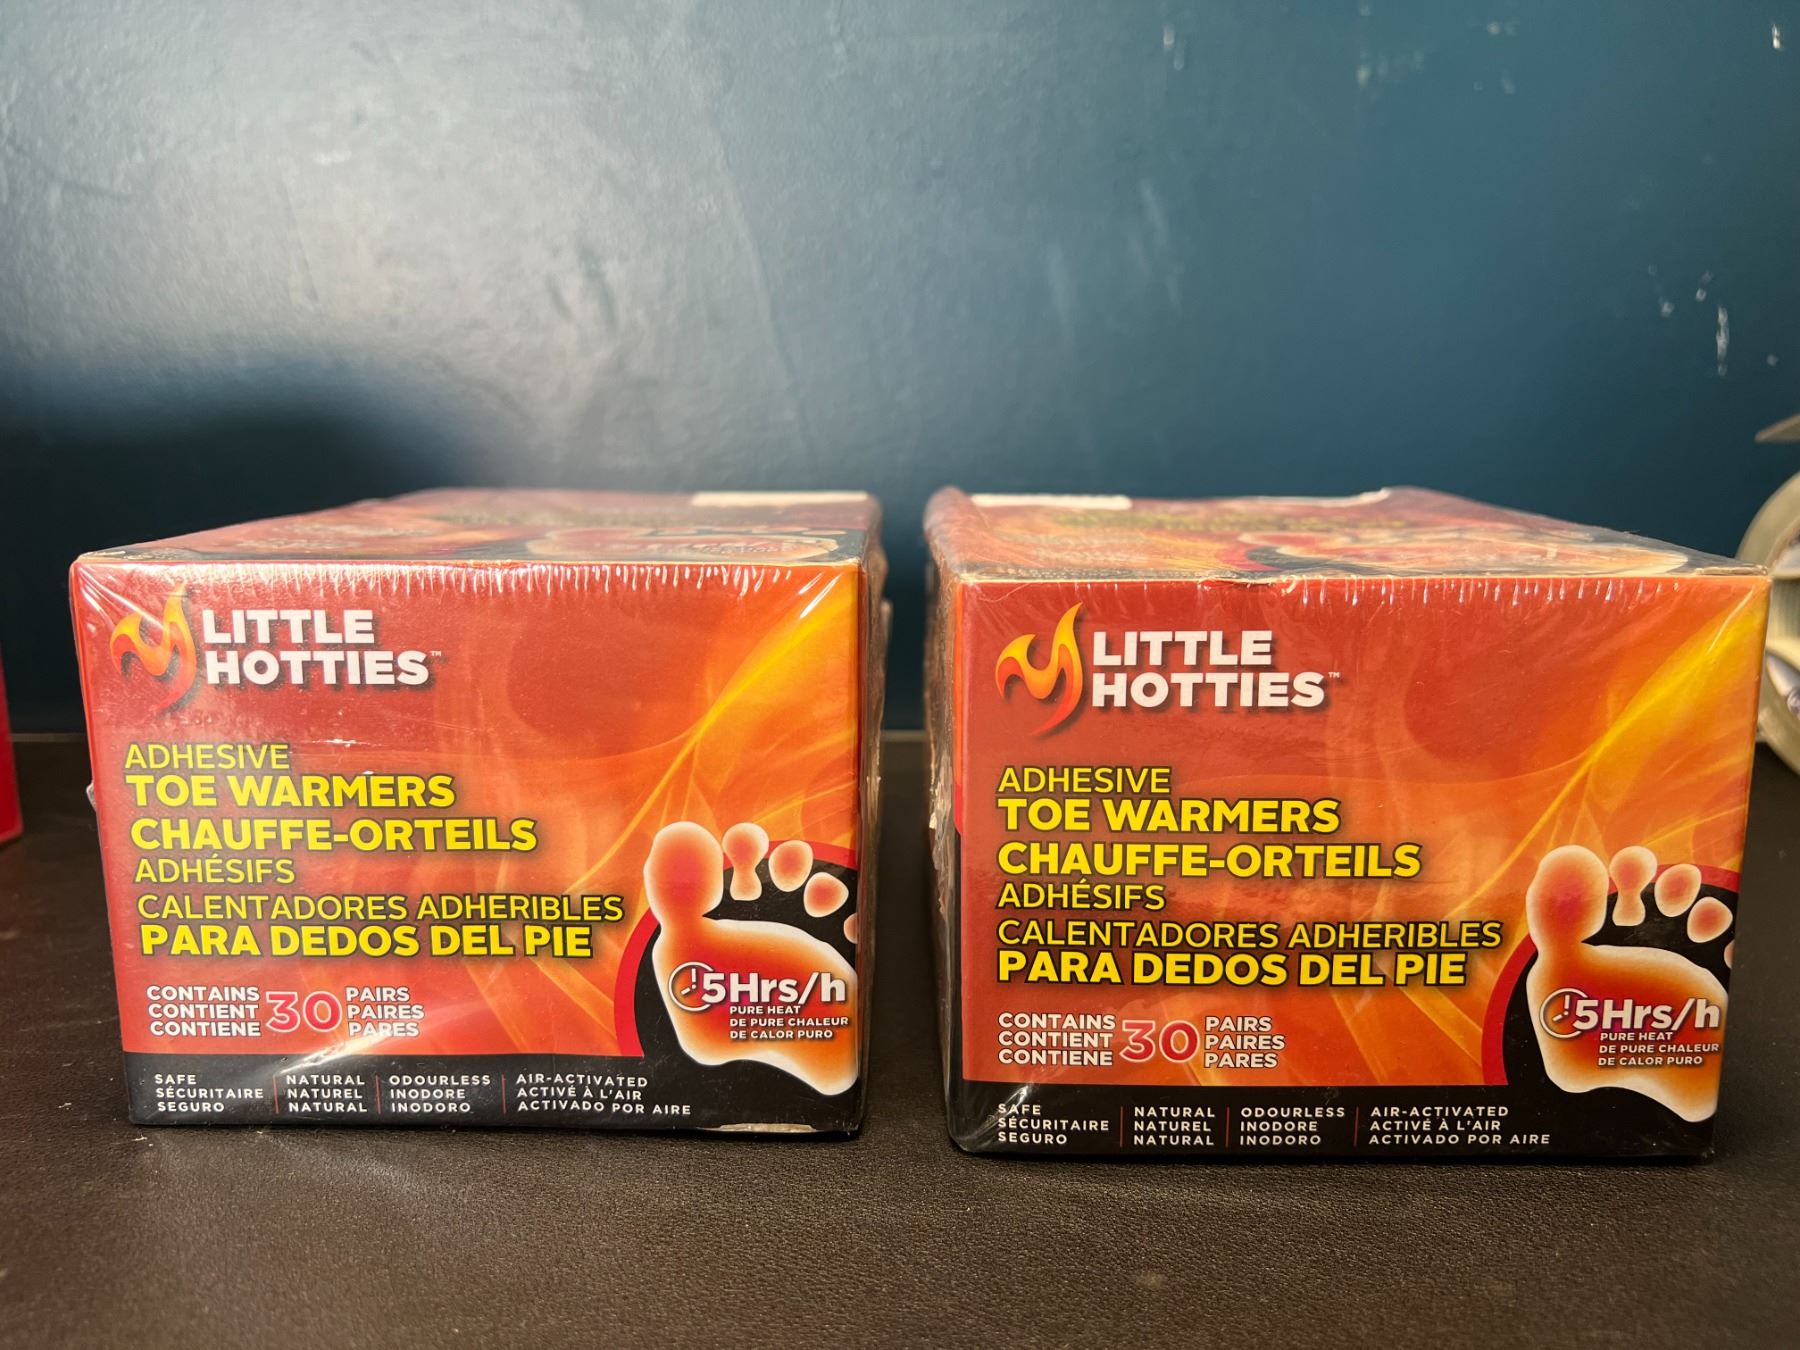 LITTLE
HOTTIES™
ADHESIVE
TOE WARMERS
CHAUFFE-ORTEILS
ADHÉSIFS
CALENTADORES ADHERIBLES
PARA DEDOS DEL PIE
CONTAINS
CONTIENT
CONTIENE
30
PAIRS
PAIRES
PARES
5Hrs/h
PURE HEAT
DE PURE CHALEUR
DE CALOR PURO
SAFE
SÉCURITAIRE
SEGURO
NATURAL
NATUREL
NATURAL
ODOURLESS
INODORE
INODORO
AIR-ACTIVATED
ACTIVÉ À L'AIR
ACTIVADO POR AIRE
LITTLE
HOTTIES™
ADHESIVE
TOE WARMERS
CHAUFFE-ORTEILS
ADHÉSIFS
CALENTADORES ADHERIBLES
PARA DEDOS DEL PIE
CONTAINS
CONTIENT
CONTIENE
30
PAIRS
PAIRES
PARES
5Hrs/h
PURE HEAT
DE PURE CHALEUR
DE CALOR PURO
SAFE
SÉCURITAIRE
SEGURO
NATURAL
NATUREL
NATURAL
ODOURLESS
INODORE
INODORO
AIR-ACTIVATED
ACTIVÉ À L'AIR
ACTIVADO POR AIRE